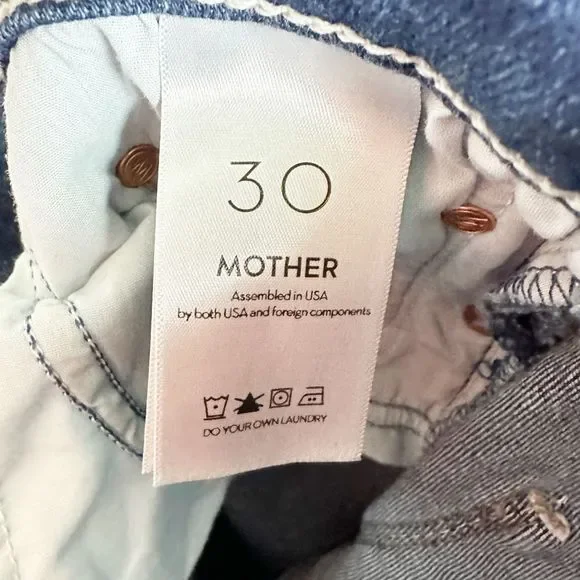 30
MOTHER
Assembled in USA
by both USA and foreign components
DO YOUR OWN LAUNDRY